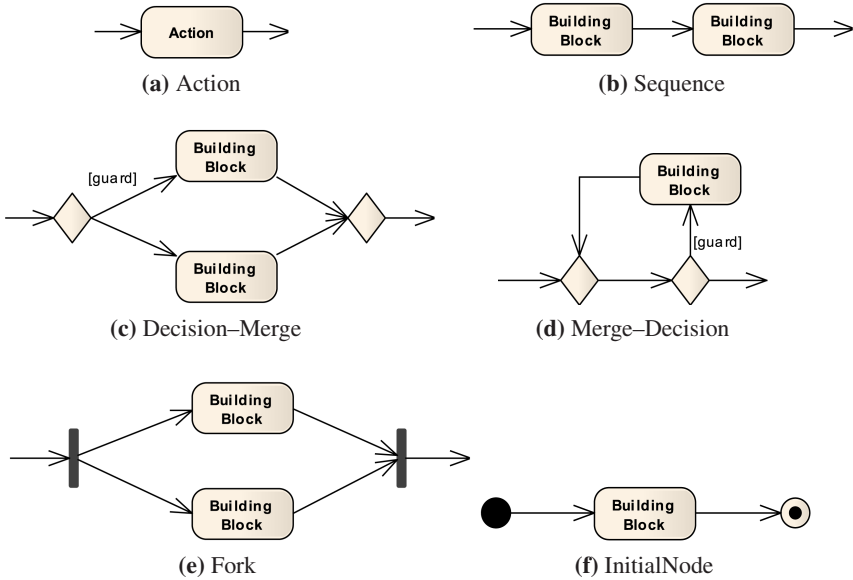 Action
(a) Action
Building
Block
Building
Block
(b) Sequence
[guard]
Building
Block
Building
Block
(c) Decision–Merge
Building
Block
[guard]
(d) Merge–Decision
Building
Block
Building
Block
(e) Fork
Building
Block
(f) InitialNode